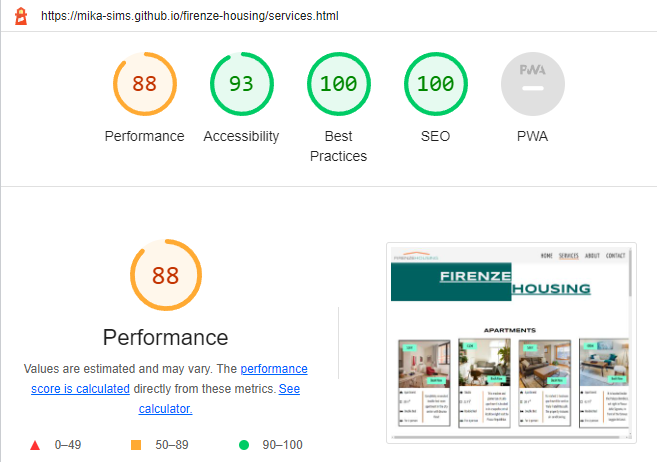 https://mika-sims.github.io/firenze-housing/services.html
88
93
100
100
PWA
Performance
Accessibility
Best
Practices
SEO
PWA
88
Performance
Values are estimated and may vary. The performance
score is calculated directly from these metrics. See
calculator.
0–49
50–89
90–100
FIRENZEHOUSING
HOME
SERVICES
ABOUT
CONTACT
FIRENZE
HOUSING
APARTMENTS